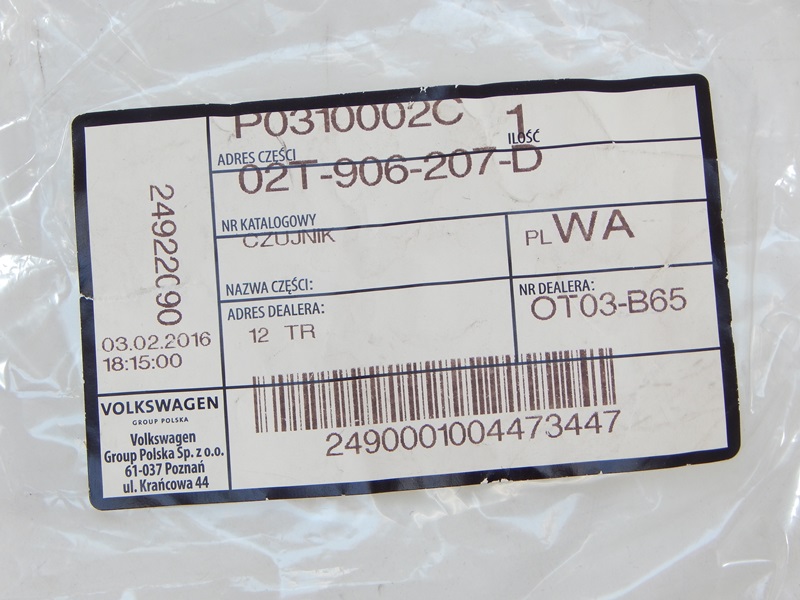 P0310002C 1
ADRES CZĘŚCI
ILOŚĆ
02T-906-207-D
NR KATALOGOWY
CZUJNIK
PL WA
NAZWA CZĘŚCI:
NR DEALERA:
ADRES DEALERA:
OT03-B65
12 TR
24922090
03.02.2016
18:15:00
VOLKSWAGEN
GROUP POLSKA
Volkswagen
Group Polska Sp. z o.o.
61-037 Poznań
ul. Krańcowa 44
2490001004473447